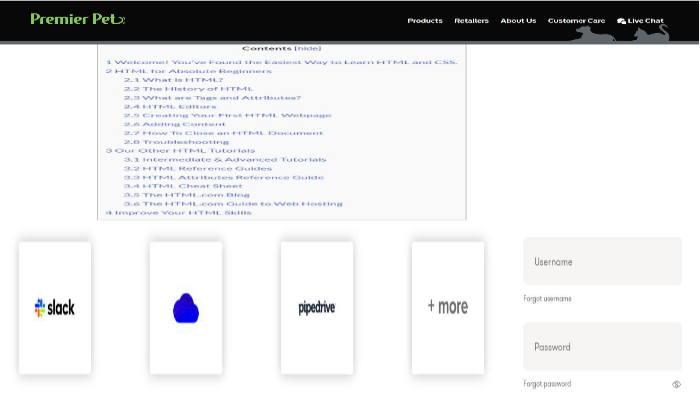 Premier Pet
Products Retailers About Us Customer Care Live Chat
Contents [hide]
1 Welcome! You've Found the Easiest Way to Learn HTML and CSS.
2 HTML for Absolute Beginners
2.1 What is HTML?
2.2 The History of HTML
2.3 What are Tags and Attributes?
2.4 HTML Editors
2.5 Creating Your First HTML Webpage
2.6 Adding Content
2.7 How To Close an HTML Document
2.8 Troubleshooting
3 Our Other HTML Tutorials
3.1 Intermediate & Advanced Tutorials
3.2 HTML Reference Guides
3.3 HTML Attributes Reference Guide
3.4 HTML Cheat Sheet
3.5 The HTML.com Blog
3.6 The HTML.com Guide to Web Hosting
4 Improve Your HTML Skills
slack
pipedrive
+ more
Username
Forgot username
Password
Forgot password